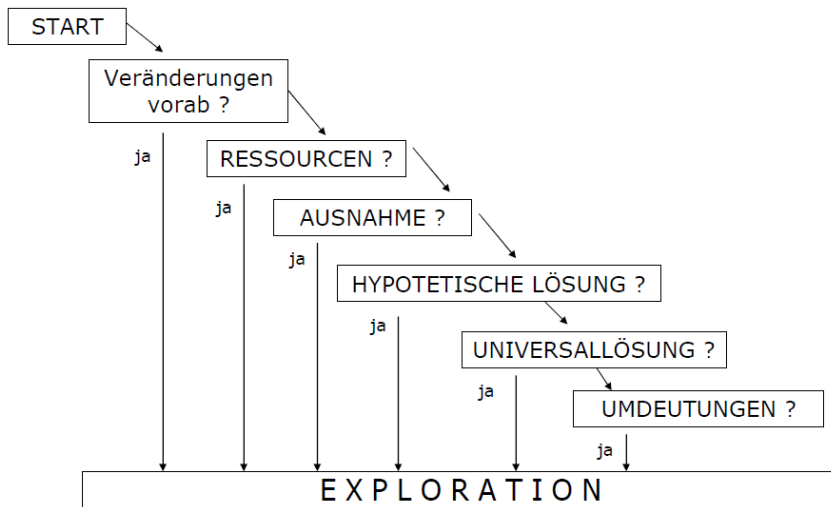 START
Veränderungen
vorab ?
ja
RESSOURCEN ?
ja
AUSNAHME ?
ja
HYPOTETISCHE LÖSUNG ?
ja
UNIVERSALLÖSUNG ?
ja
UMDEUTUNGEN ?
ja
EXPLORATION